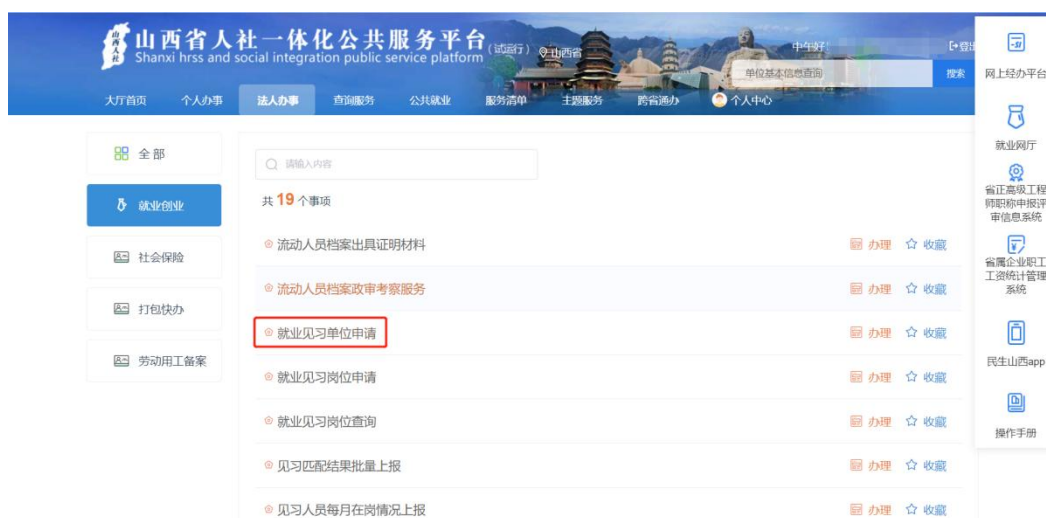 山西人社
山西省人社一体化公共服务平台（试运行）
山西省
中午好！
登出
Shanxi hrss and social integration public service platform
单位基本信息查询
搜索
大厅首页 个人办事 法人办事 查询服务 公共就业 服务清单 主题服务 跨省通办 个人中心
全部
就业创业
社会保险
打包快办
劳动用工备案
请输入内容
共 19 个事项
流动人员档案出具证明材料 办理 收藏
流动人员档案政审考察服务 办理 收藏
就业见习单位申请 办理 收藏
就业见习岗位申请 办理 收藏
就业见习岗位查询 办理 收藏
见习匹配结果批量上报 办理 收藏
见习人员每月在岗情况上报 办理 收藏
网上经办平台
就业网厅
省正高级工程
师职称申报评
审信息系统
省属企业职工
工资统计管理
系统
民生山西app
操作手册